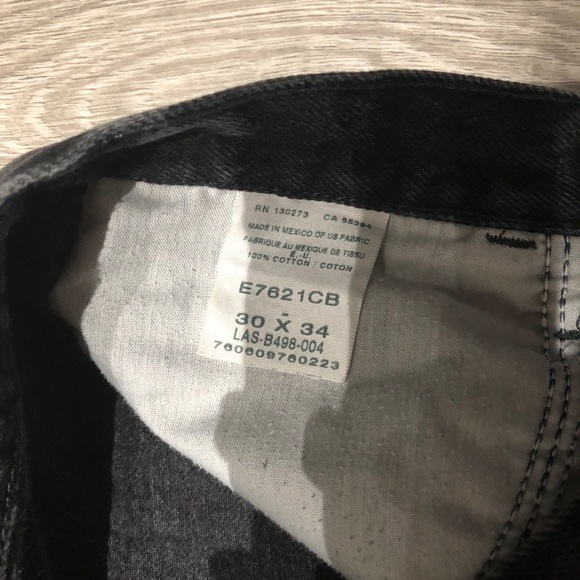 RN 130273 CA 55364
MADE IN MEXICO OF US FABRIC
FABRIQUE AU MEXIQUE DE TISSU
E.-U.
100% COTTON / COTON
E7621CB
30 X 34
LAS-B498-004
760609760223